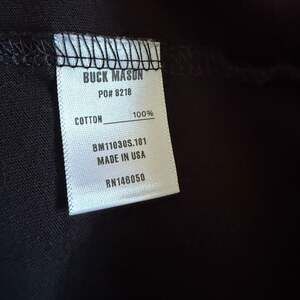 BUCK MASON
PO# 8218
COTTON 100%
BM11030S.101
MADE IN USA
RN146050